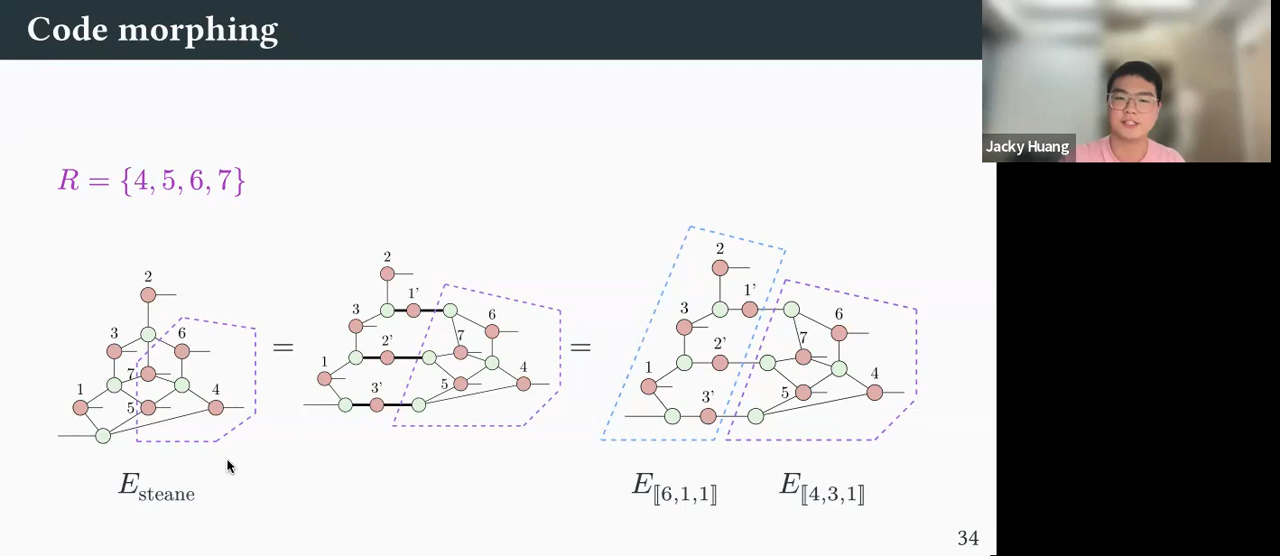 Code morphing
Jacky Huang
R = {4, 5, 6, 7}
2
3 6
7
1 5 4
=
2
1'
3 6
2' 7
1 5 4
3'
=
2
1'
3 6
2' 7
1 5 4
3'
E_steane
E_⟦6,1,1⟧ E_⟦4,3,1⟧
34